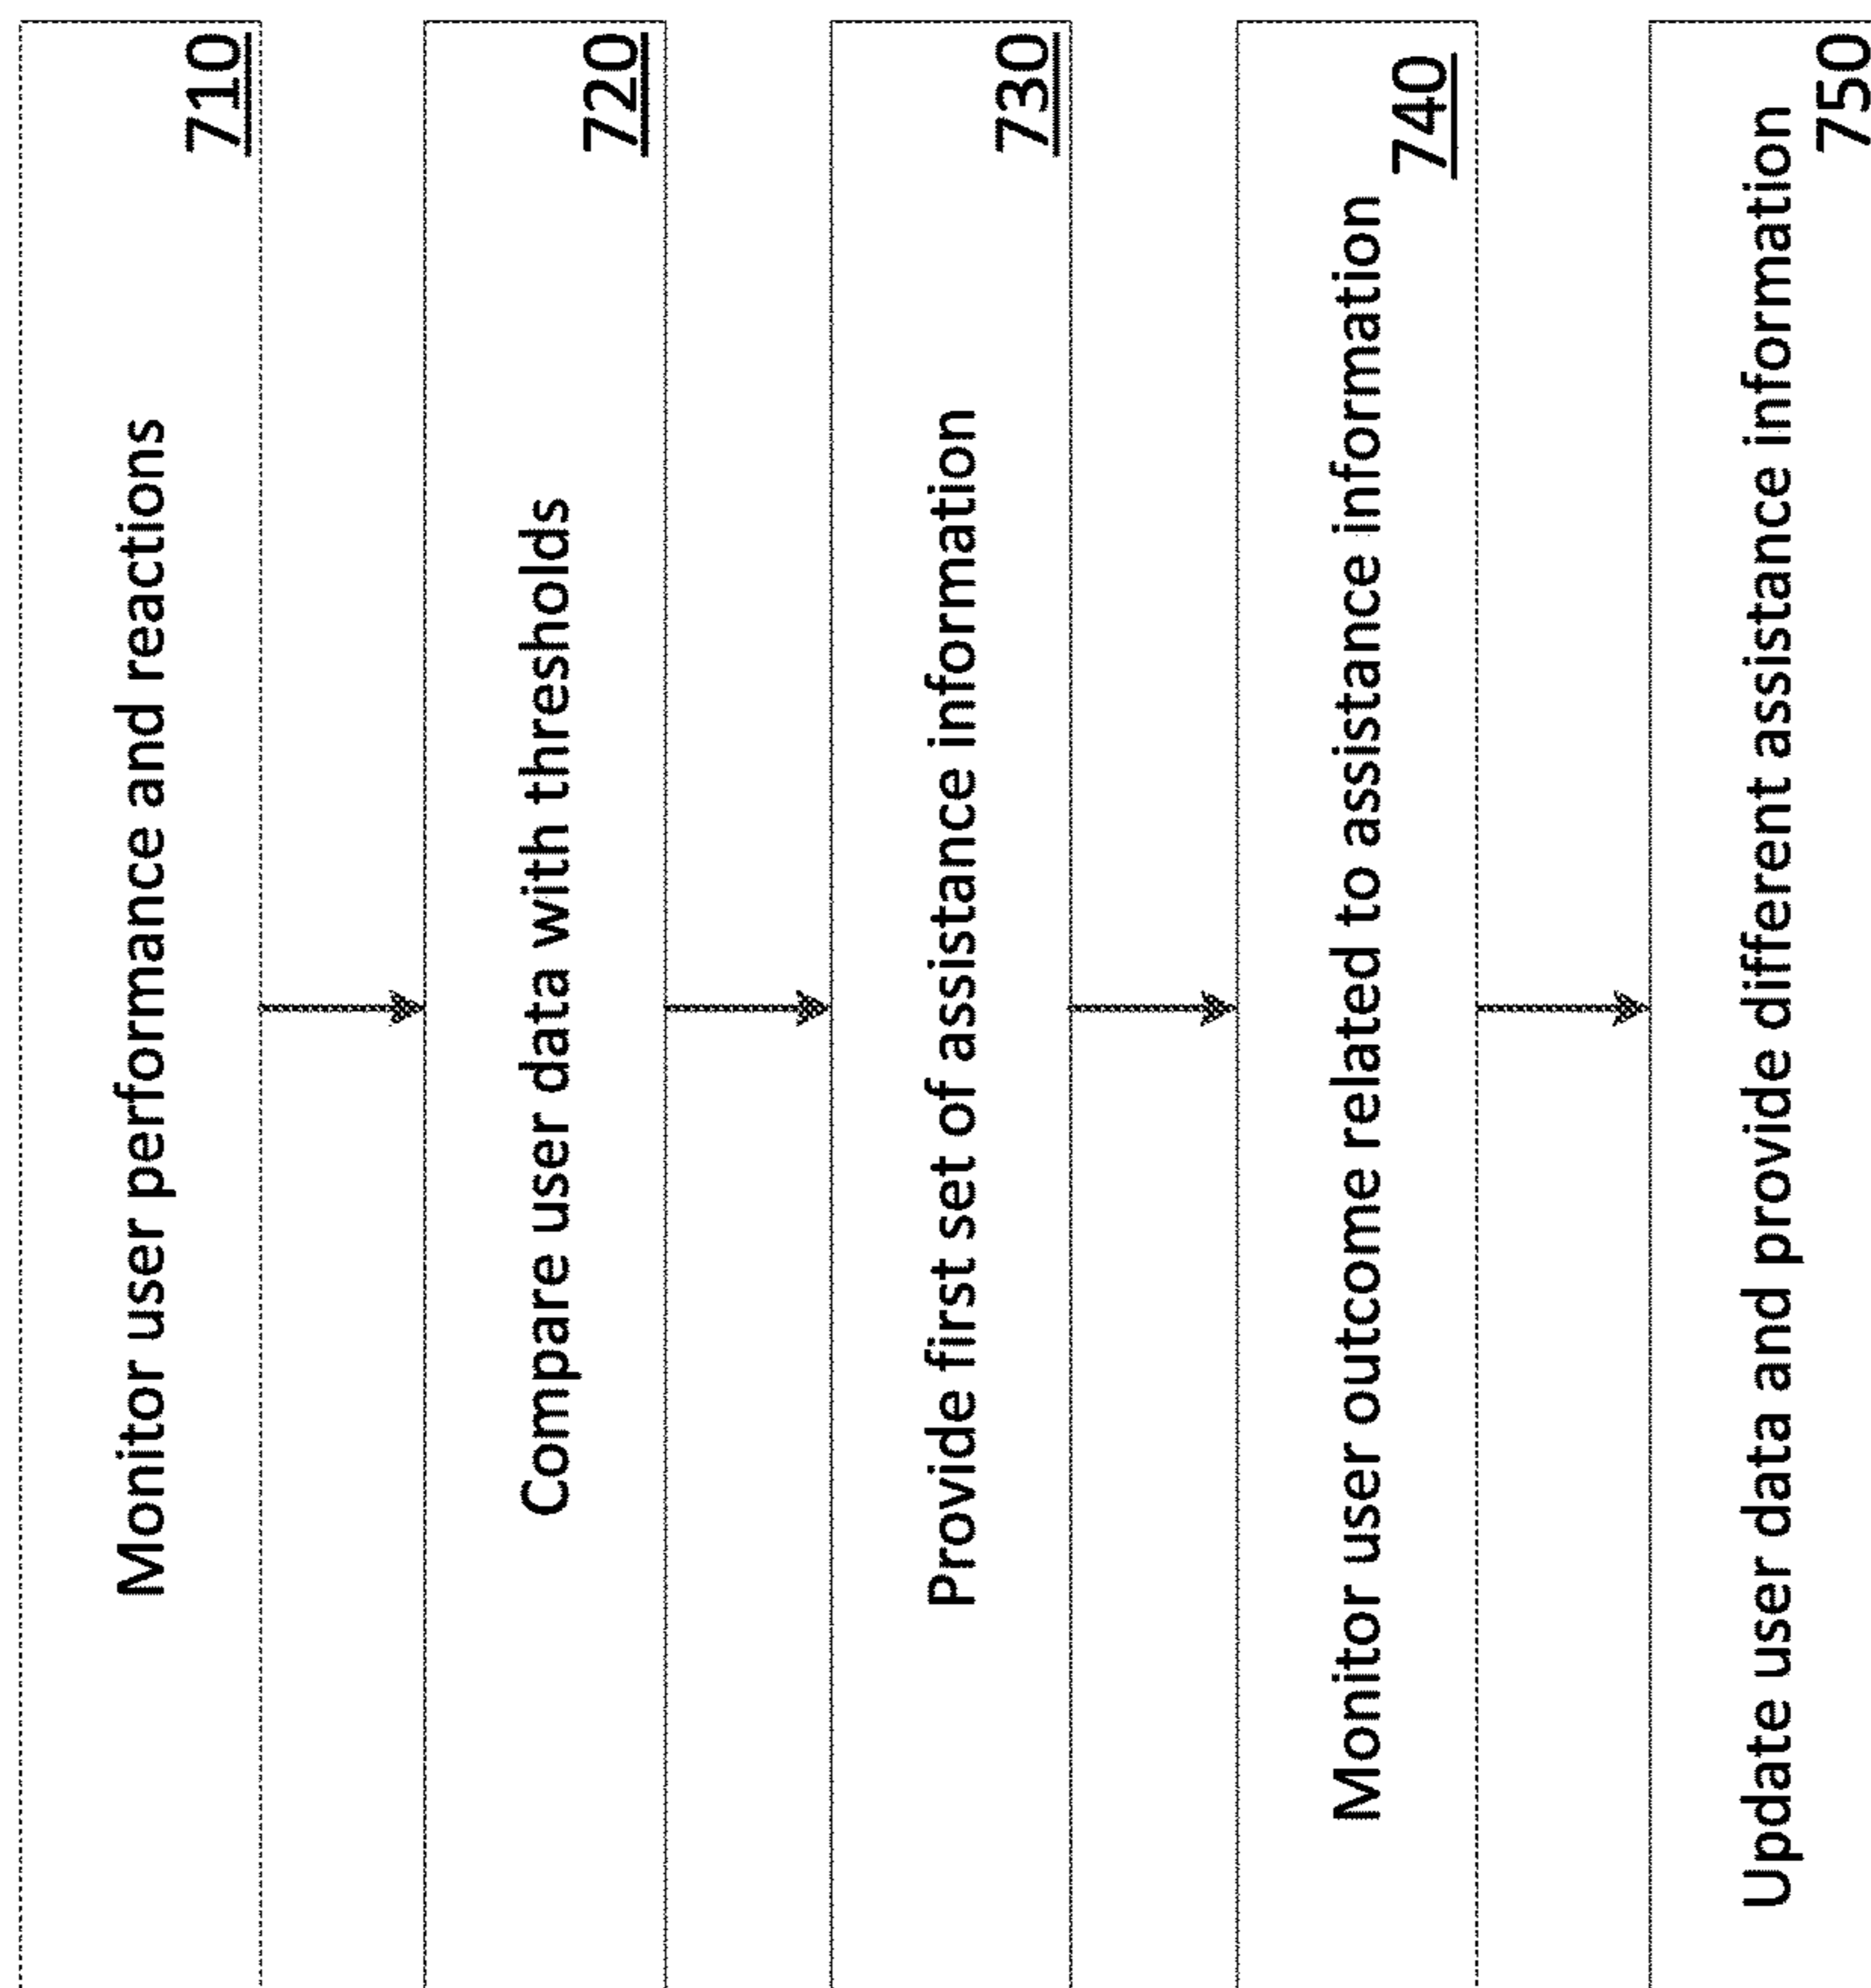 Monitor user performance and reactions
710
Compare user data with thresholds
720
Provide first set of assistance information
730
Monitor user outcome related to assistance information
740
Update user data and provide different assistance information
750